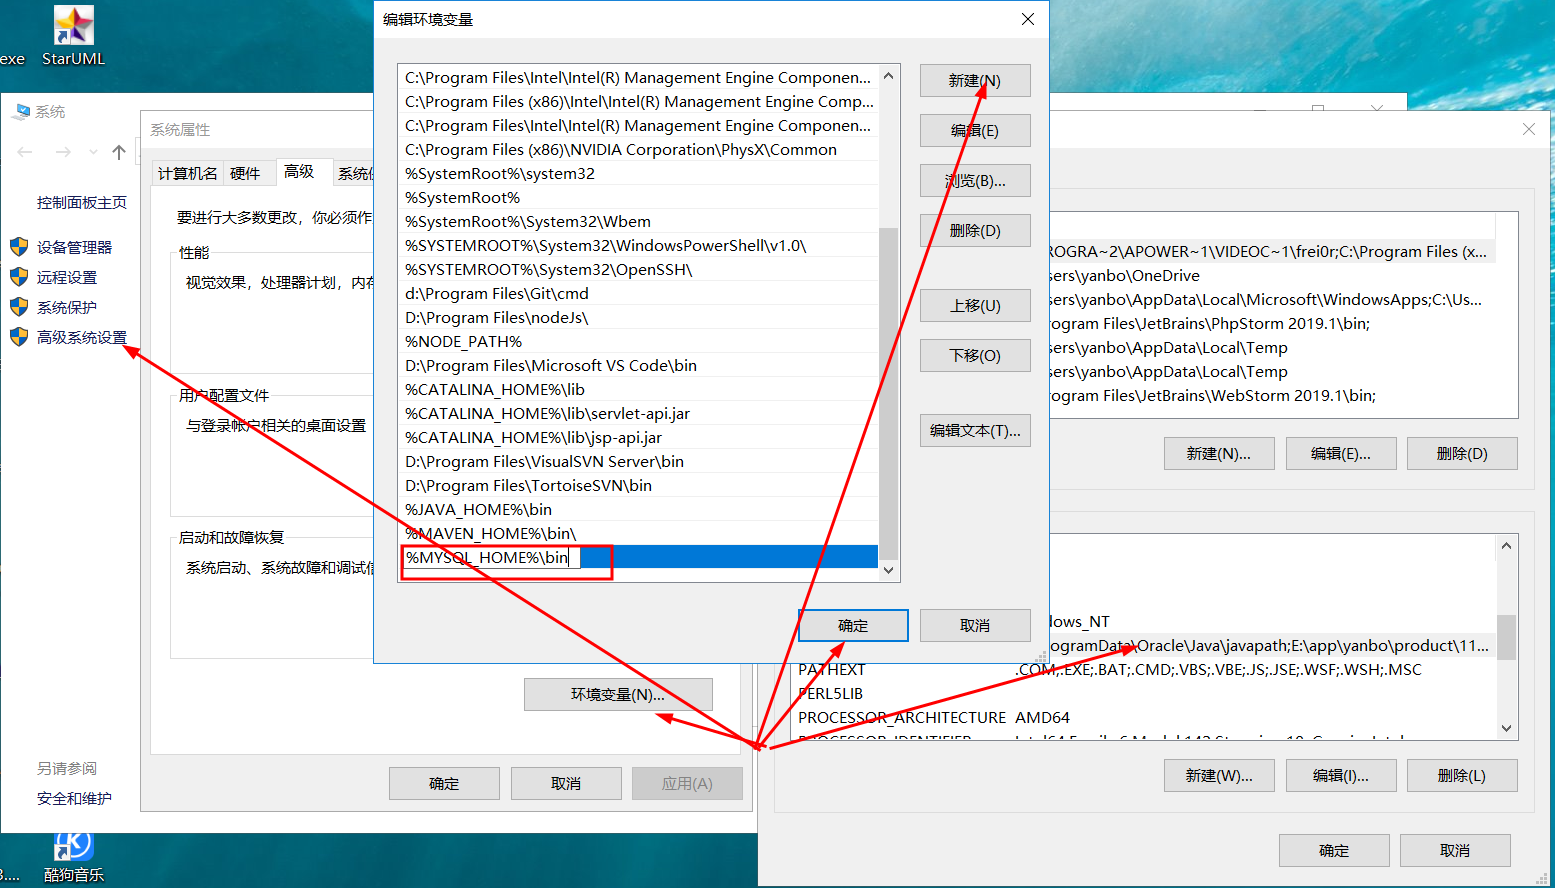 exe
StarUML
系统
控制面板主页
设备管理器
远程设置
系统保护
高级系统设置
另请参阅
安全和维护
3....
酷狗音乐
系统属性
计算机名
硬件
高级
要进行大多数更改，你必须作
性能
视觉效果，处理器计划，内存
用户配置文件
与登录帐户相关的桌面设置
启动和故障恢复
系统启动、系统故障和调试信
环境变量(N)...
确定
取消
应用(A)
编辑环境变量
C:\Program Files\Intel\Intel(R) Management Engine Componen...
C:\Program Files (x86)\Intel\Intel(R) Management Engine Comp...
C:\Program Files\Intel\Intel(R) Management Engine Componen...
C:\Program Files (x86)\NVIDIA Corporation\PhysX\Common
%SystemRoot%\system32
%SystemRoot%
%SystemRoot%\System32\Wbem
%SYSTEMROOT%\System32\WindowsPowerShell\v1.0\
%SYSTEMROOT%\System32\OpenSSH\
d:\Program Files\Git\cmd
D:\Program Files\nodeJs\
%NODE_PATH%
D:\Program Files\Microsoft VS Code\bin
%CATALINA_HOME%\lib
%CATALINA_HOME%\lib\servlet-api.jar
%CATALINA_HOME%\lib\jsp-api.jar
D:\Program Files\VisualSVN Server\bin
D:\Program Files\TortoiseSVN\bin
%JAVA_HOME%\bin
%MAVEN_HOME%\bin\
%MYSQL_HOME%\bin
新建(N)
编辑(E)
浏览(B)...
删除(D)
上移(U)
下移(O)
编辑文本(T)...
确定
取消
ROGRA~2\APOWER~1\VIDEOC~1\frei0r;C:\Program Files (x...
sers\yanbo\OneDrive
sers\yanbo\AppData\Local\Microsoft\WindowsApps;C:\Us...
rogram Files\JetBrains\PhpStorm 2019.1\bin;
sers\yanbo\AppData\Local\Temp
sers\yanbo\AppData\Local\Temp
rogram Files\JetBrains\WebStorm 2019.1\bin;
新建(N)...
编辑(E)...
删除(D)
dows_NT
ogramData\Oracle\Java\javapath;E:\app\yanbo\product\11...
PATHEXT .COM;.EXE;.BAT;.CMD;.VBS;.VBE;.JS;.JSE;.WSF;.WSH;.MSC
PERL5LIB
PROCESSOR_ARCHITECTURE AMD64
新建(W)...
编辑(I)...
删除(L)
确定
取消